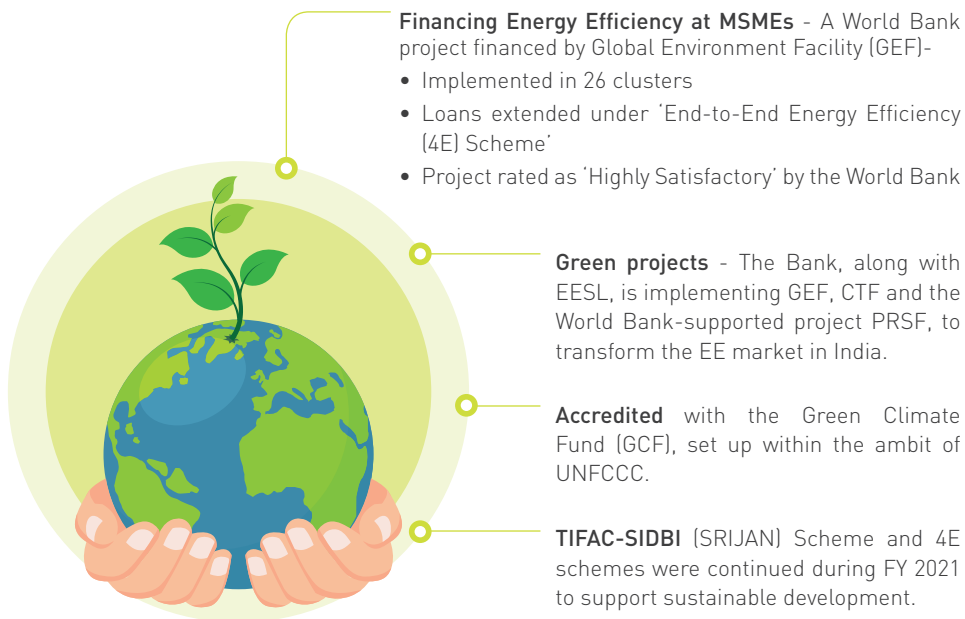 Financing Energy Efficiency at MSMEs - A World Bank
project financed by Global Environment Facility (GEF)-
• Implemented in 26 clusters
• Loans extended under ‘End-to-End Energy Efficiency
(4E) Scheme’
• Project rated as ‘Highly Satisfactory’ by the World Bank
Green projects - The Bank, along with
EESL, is implementing GEF, CTF and the
World Bank-supported project PRSF, to
transform the EE market in India.
Accredited with the Green Climate
Fund (GCF), set up within the ambit of
UNFCCC.
TIFAC-SIDBI (SRIJAN) Scheme and 4E
schemes were continued during FY 2021
to support sustainable development.